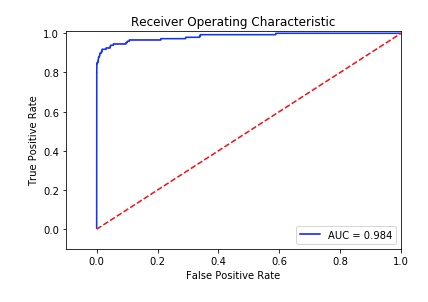 Receiver Operating Characteristic
True Positive Rate
1.0
0.8
0.6
0.4
0.2
0.0
AUC = 0.984
0.0 0.2 0.4 0.6 0.8 1.0
False Positive Rate